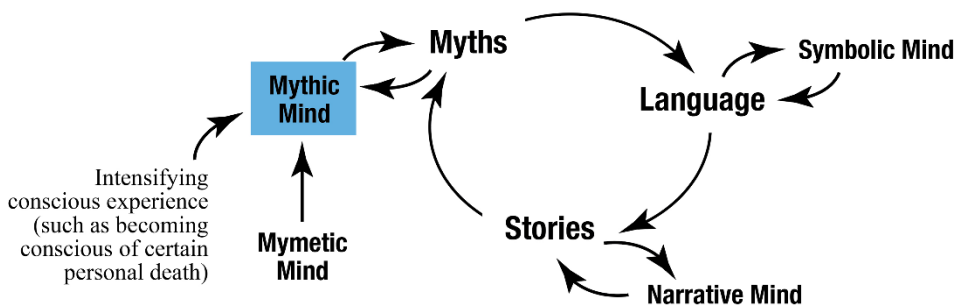 Myths
Symbolic Mind
Mythic
Mind
Language
Intensifying
conscious experience
(such as becoming
conscious of certain
personal death)
Mymetic
Mind
Stories
Narrative Mind